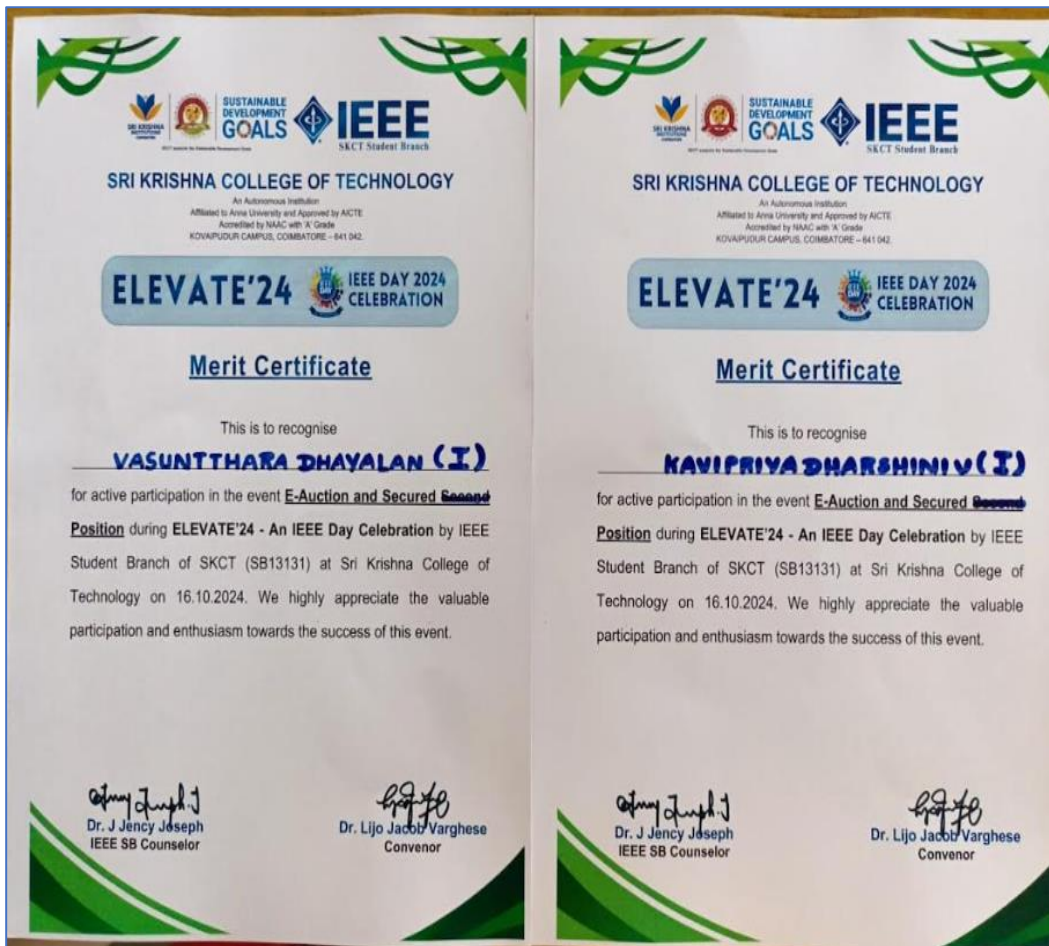 SRI KRISHNA
INSTITUTIONS
SUSTAINABLE
DEVELOPMENT
GOALS
IEEE
SKCT Student Branch
SRI KRISHNA COLLEGE OF TECHNOLOGY
An Autonomous Institution
Affiliated to Anna University and Approved by AICTE
Accredited by NAAC with 'A' Grade
KOVAIPUDUR CAMPUS, COIMBATORE – 641 042.
ELEVATE'24
IEEE DAY 2024
CELEBRATION
Merit Certificate
This is to recognise
VASUNTTHARA DHAYALAN (I)
for active participation in the event E-Auction and Secured Second
Position during ELEVATE'24 - An IEEE Day Celebration by IEEE
Student Branch of SKCT (SB13131) at Sri Krishna College of
Technology on 16.10.2024. We highly appreciate the valuable
participation and enthusiasm towards the success of this event.
Dr. J Jency Joseph
IEEE SB Counselor
Dr. Lijo Jacob Varghese
Convenor
SRI KRISHNA
INSTITUTIONS
SUSTAINABLE
DEVELOPMENT
GOALS
IEEE
SKCT Student Branch
SRI KRISHNA COLLEGE OF TECHNOLOGY
An Autonomous Institution
Affiliated to Anna University and Approved by AICTE
Accredited by NAAC with 'A' Grade
KOVAIPUDUR CAMPUS, COIMBATORE – 641 042.
ELEVATE'24
IEEE DAY 2024
CELEBRATION
Merit Certificate
This is to recognise
KAVIPRIYA DHARSHINI V (I)
for active participation in the event E-Auction and Secured Second
Position during ELEVATE'24 - An IEEE Day Celebration by IEEE
Student Branch of SKCT (SB13131) at Sri Krishna College of
Technology on 16.10.2024. We highly appreciate the valuable
participation and enthusiasm towards the success of this event.
Dr. J Jency Joseph
IEEE SB Counselor
Dr. Lijo Jacob Varghese
Convenor